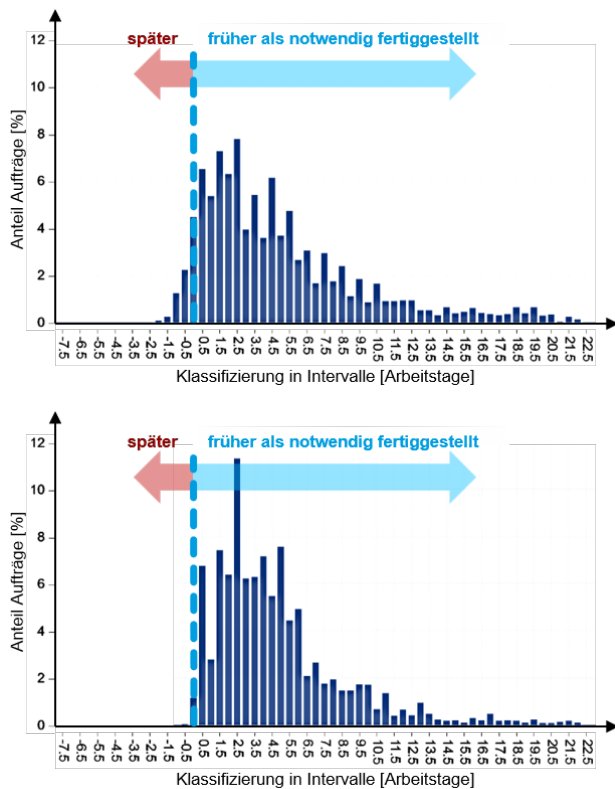 12
später früher als notwendig fertiggestellt
10
8
6
4
2
0
Anteil Aufträge [%]
-7.5 -6.5 -5.5 -4.5 -3.5 -2.5 -1.5 -0.5 0.5 1.5 2.5 3.5 4.5 5.5 6.5 7.5 8.5 9.5 10.5 11.5 12.5 13.5 14.5 15.5 16.5 17.5 18.5 19.5 20.5 21.5 22.5
Klassifizierung in Intervalle [Arbeitstage]
später früher als notwendig fertiggestellt
12
10
8
6
4
2
0
Anteil Aufträge [%]
-7.5 -6.5 -5.5 -4.5 -3.5 -2.5 -1.5 -0.5 0.5 1.5 2.5 3.5 4.5 5.5 6.5 7.5 8.5 9.5 10.5 11.5 12.5 13.5 14.5 15.5 16.5 17.5 18.5 19.5 20.5 21.5 22.5
Klassifizierung in Intervalle [Arbeitstage]